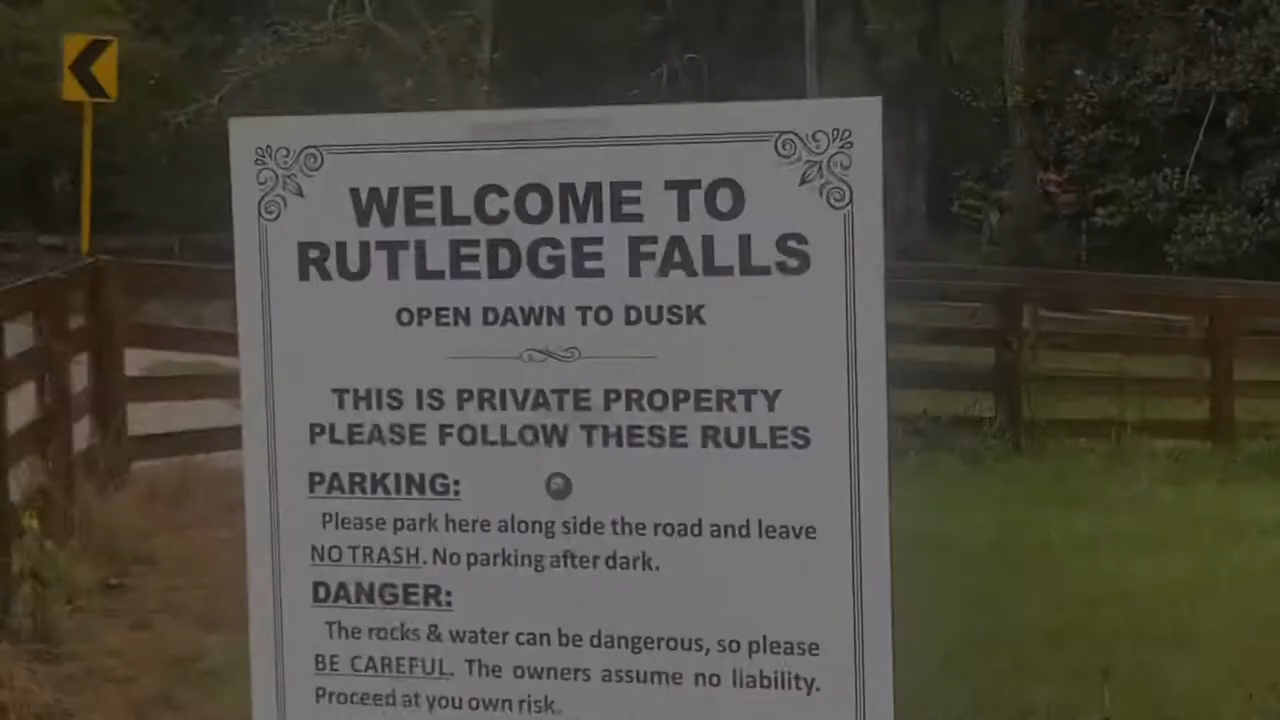 WELCOME TO
RUTLEDGE FALLS
OPEN DAWN TO DUSK
THIS IS PRIVATE PROPERTY
PLEASE FOLLOW THESE RULES
PARKING:
Please park here along side the road and leave
NO TRASH. No parking after dark.
DANGER:
The rocks & water can be dangerous, so please
BE CAREFUL. The owners assume no liability.
Proceed at you own risk.